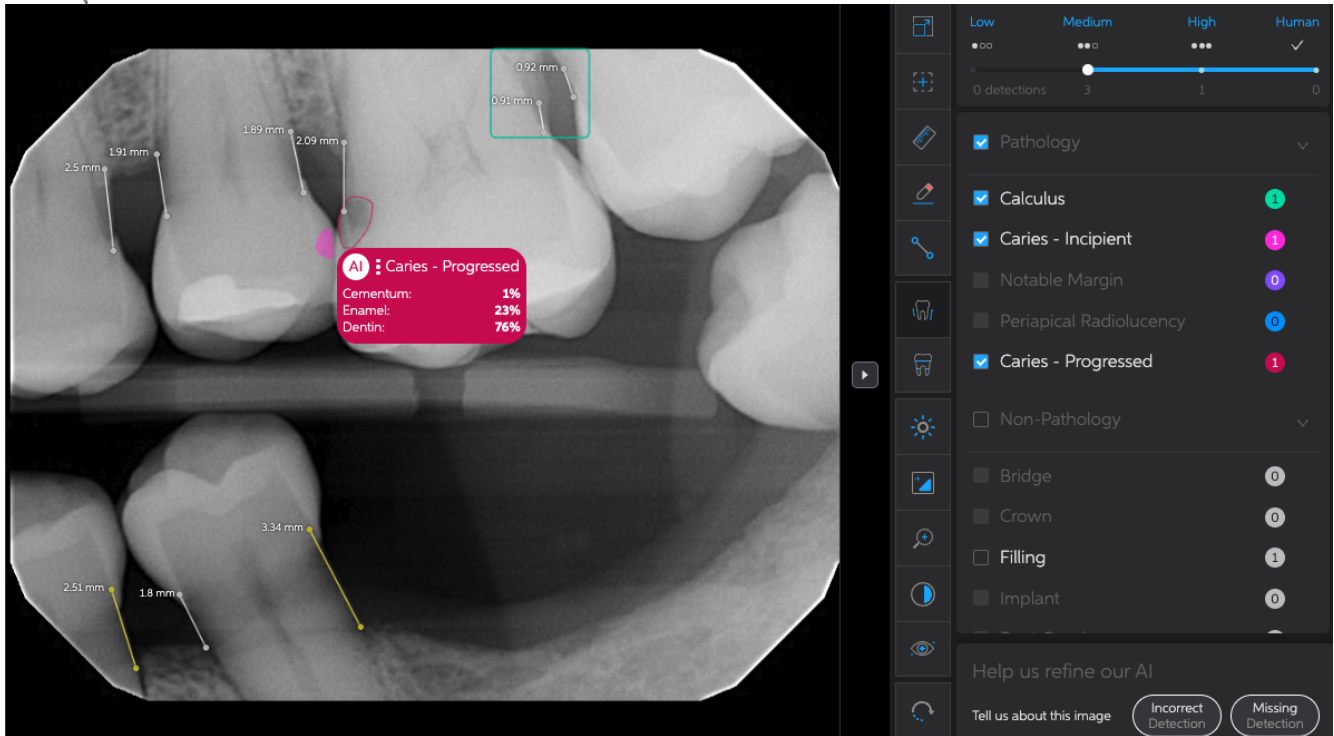 0.92 mm
0.91 mm
1.89 mm
2.09 mm
1.91 mm
2.5 mm
AI Caries - Progressed
Cementum: 1%
Enamel: 23%
Dentin: 76%
3.34 mm
2.51 mm
1.8 mm
Low Medium High Human
0 detections 3 1 0
Pathology
Calculus 1
Caries - Incipient 1
Notable Margin 0
Periapical Radiolucency 0
Caries - Progressed 1
Non-Pathology
Bridge 0
Crown 0
Filling 1
Implant 0
Help us refine our AI
Tell us about this image
Incorrect
Detection
Missing
Detection